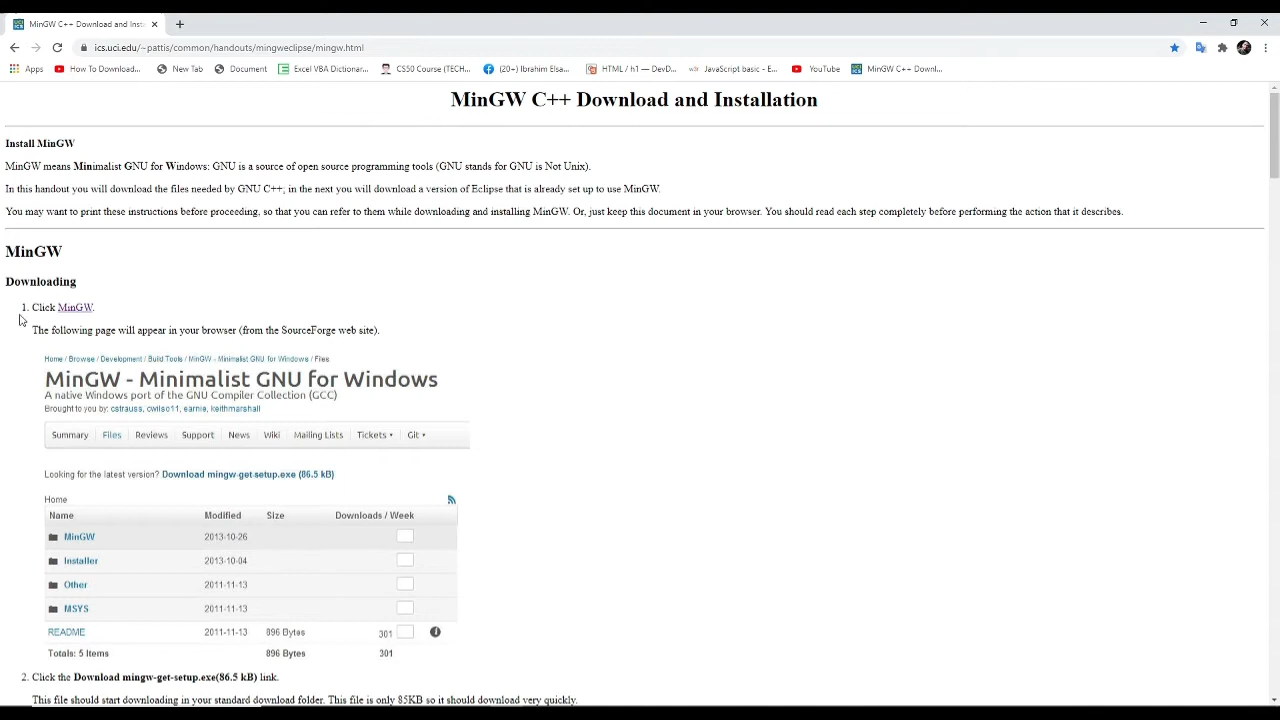 MinGW C++ Download and Insta
ics.uci.edu/~pattis/common/handouts/mingweclipse/mingw.html
Apps How To Download... New Tab Document Excel VBA Dictionar... CS50 Course (TECH... (20+) Ibrahim Elsa... HTML / h1 — DevD... JavaScript basic - E... YouTube MinGW C++ Downl...
MinGW C++ Download and Installation
Install MinGW
MinGW means Minimalist GNU for Windows: GNU is a source of open source programming tools (GNU stands for GNU is Not Unix).
In this handout you will download the files needed by GNU C++; in the next you will download a version of Eclipse that is already set up to use MinGW.
You may want to print these instructions before proceeding, so that you can refer to them while downloading and installing MinGW. Or, just keep this document in your browser. You should read each step completely before performing the action that it describes.
MinGW
Downloading
1. Click MinGW.
The following page will appear in your browser (from the SourceForge web site).
Home / Browse / Development / Build Tools / MinGW - Minimalist GNU for Windows / Files
MinGW - Minimalist GNU for Windows
A native Windows port of the GNU Compiler Collection (GCC)
Brought to you by: cstrauss, cwilso11, earnie, keithmarshall
Summary Files Reviews Support News Wiki Mailing Lists Tickets Git
Looking for the latest version? Download mingw-get-setup.exe (86.5 kB)
Home
Name Modified Size Downloads / Week
MinGW 2013-10-26
Installer 2013-10-04
Other 2011-11-13
MSYS 2011-11-13
README 2011-11-13 896 Bytes 301
Totals: 5 Items 896 Bytes 301
2. Click the Download mingw-get-setup.exe(86.5 kB) link.
This file should start downloading in your standard download folder. This file is only 85KB so it should download very quickly.